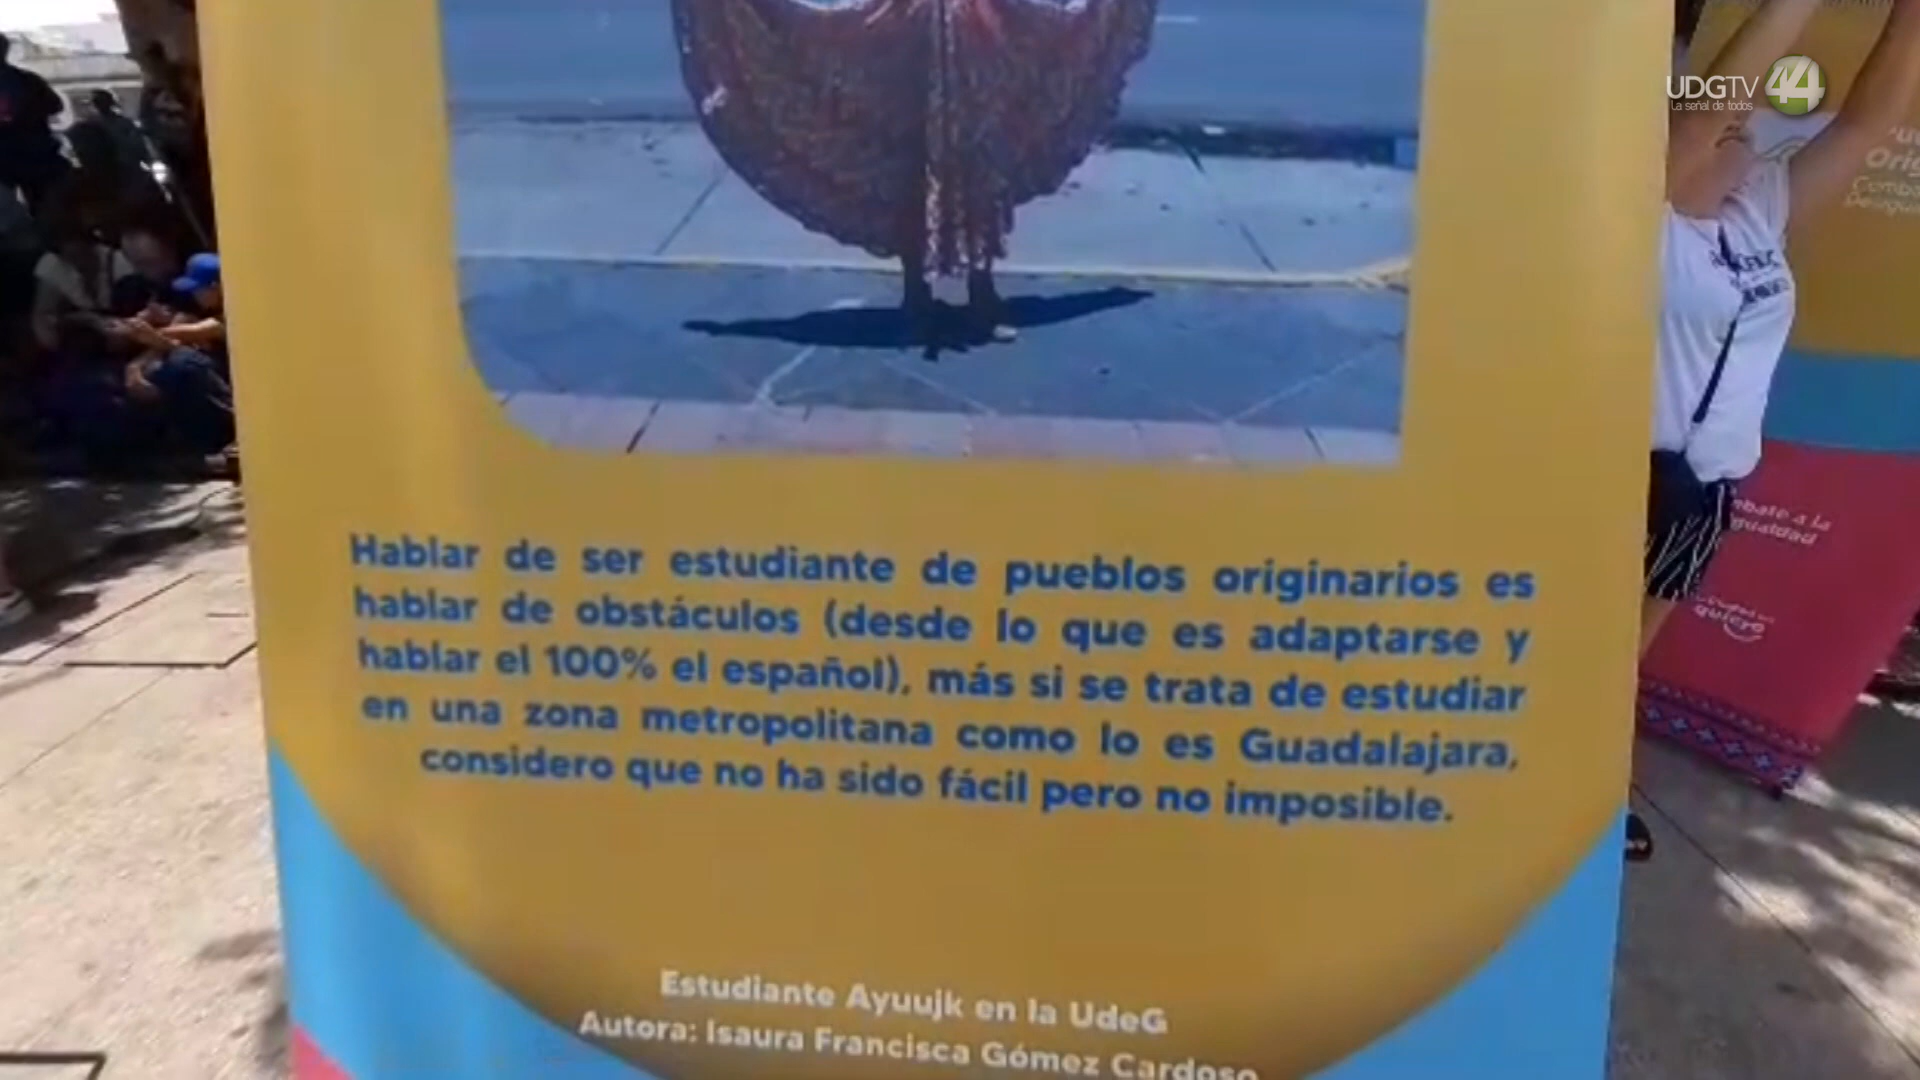 UDGTV 44
La señal de todos
Hablar de ser estudiante de pueblos originarios es
hablar de obstáculos (desde lo que es adaptarse y
hablar el 100% el español), más si se trata de estudiar
en una zona metropolitana como lo es Guadalajara,
considero que no ha sido fácil pero no imposible.
Estudiante Ayuujk en la UdeG
Autora: Isaura Francisca Gómez Cardoso
quiero